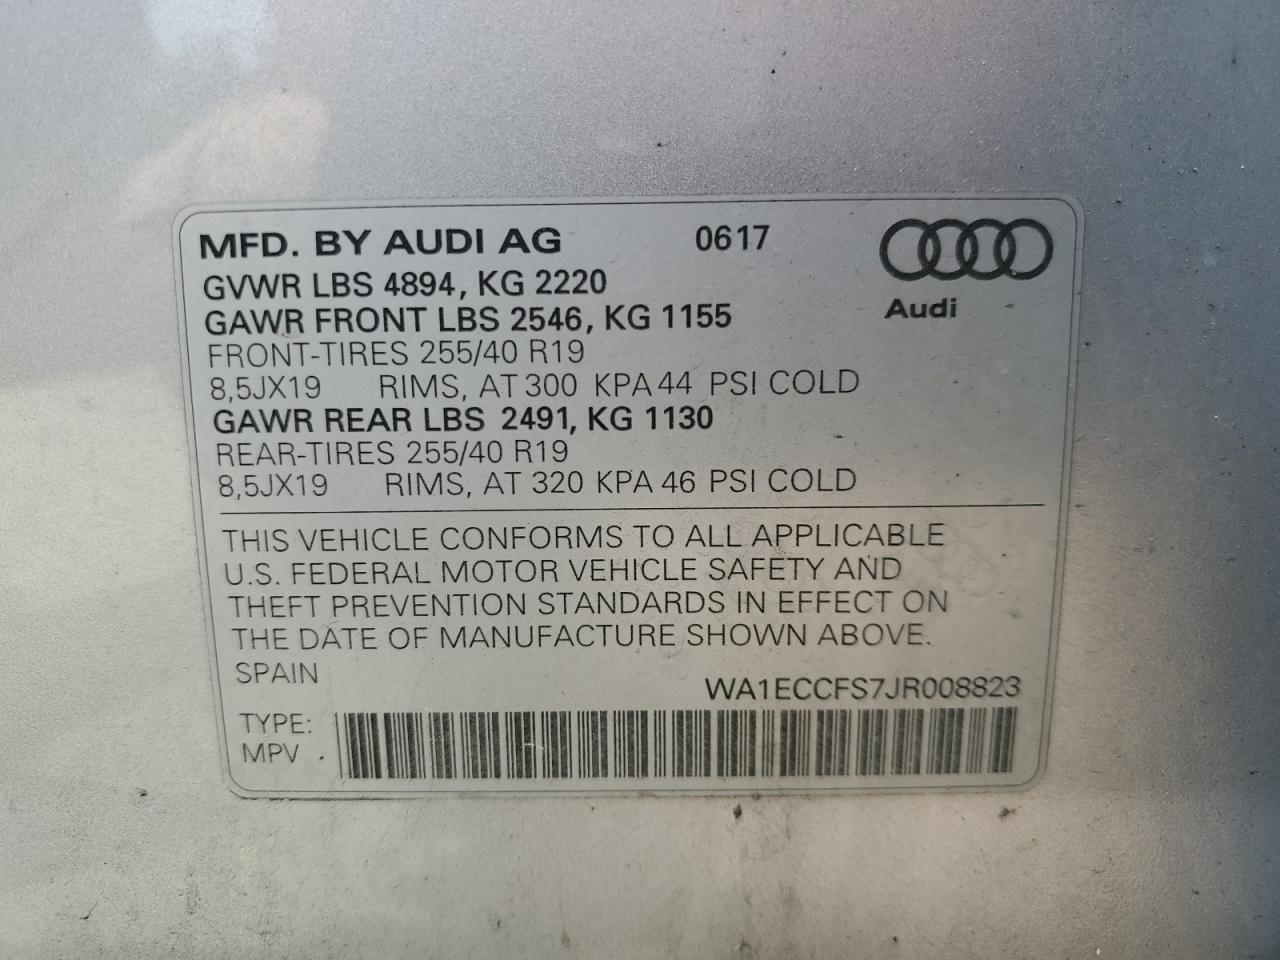 MFD. BY AUDI AG 0617
Audi
GVWR LBS 4894, KG 2220
GAWR FRONT LBS 2546, KG 1155
FRONT-TIRES 255/40 R19
8,5JX19 RIMS, AT 300 KPA 44 PSI COLD
GAWR REAR LBS 2491, KG 1130
REAR-TIRES 255/40 R19
8,5JX19 RIMS, AT 320 KPA 46 PSI COLD
THIS VEHICLE CONFORMS TO ALL APPLICABLE
U.S. FEDERAL MOTOR VEHICLE SAFETY AND
THEFT PREVENTION STANDARDS IN EFFECT ON
THE DATE OF MANUFACTURE SHOWN ABOVE.
SPAIN
WA1ECCFS7JR008823
TYPE:
MPV